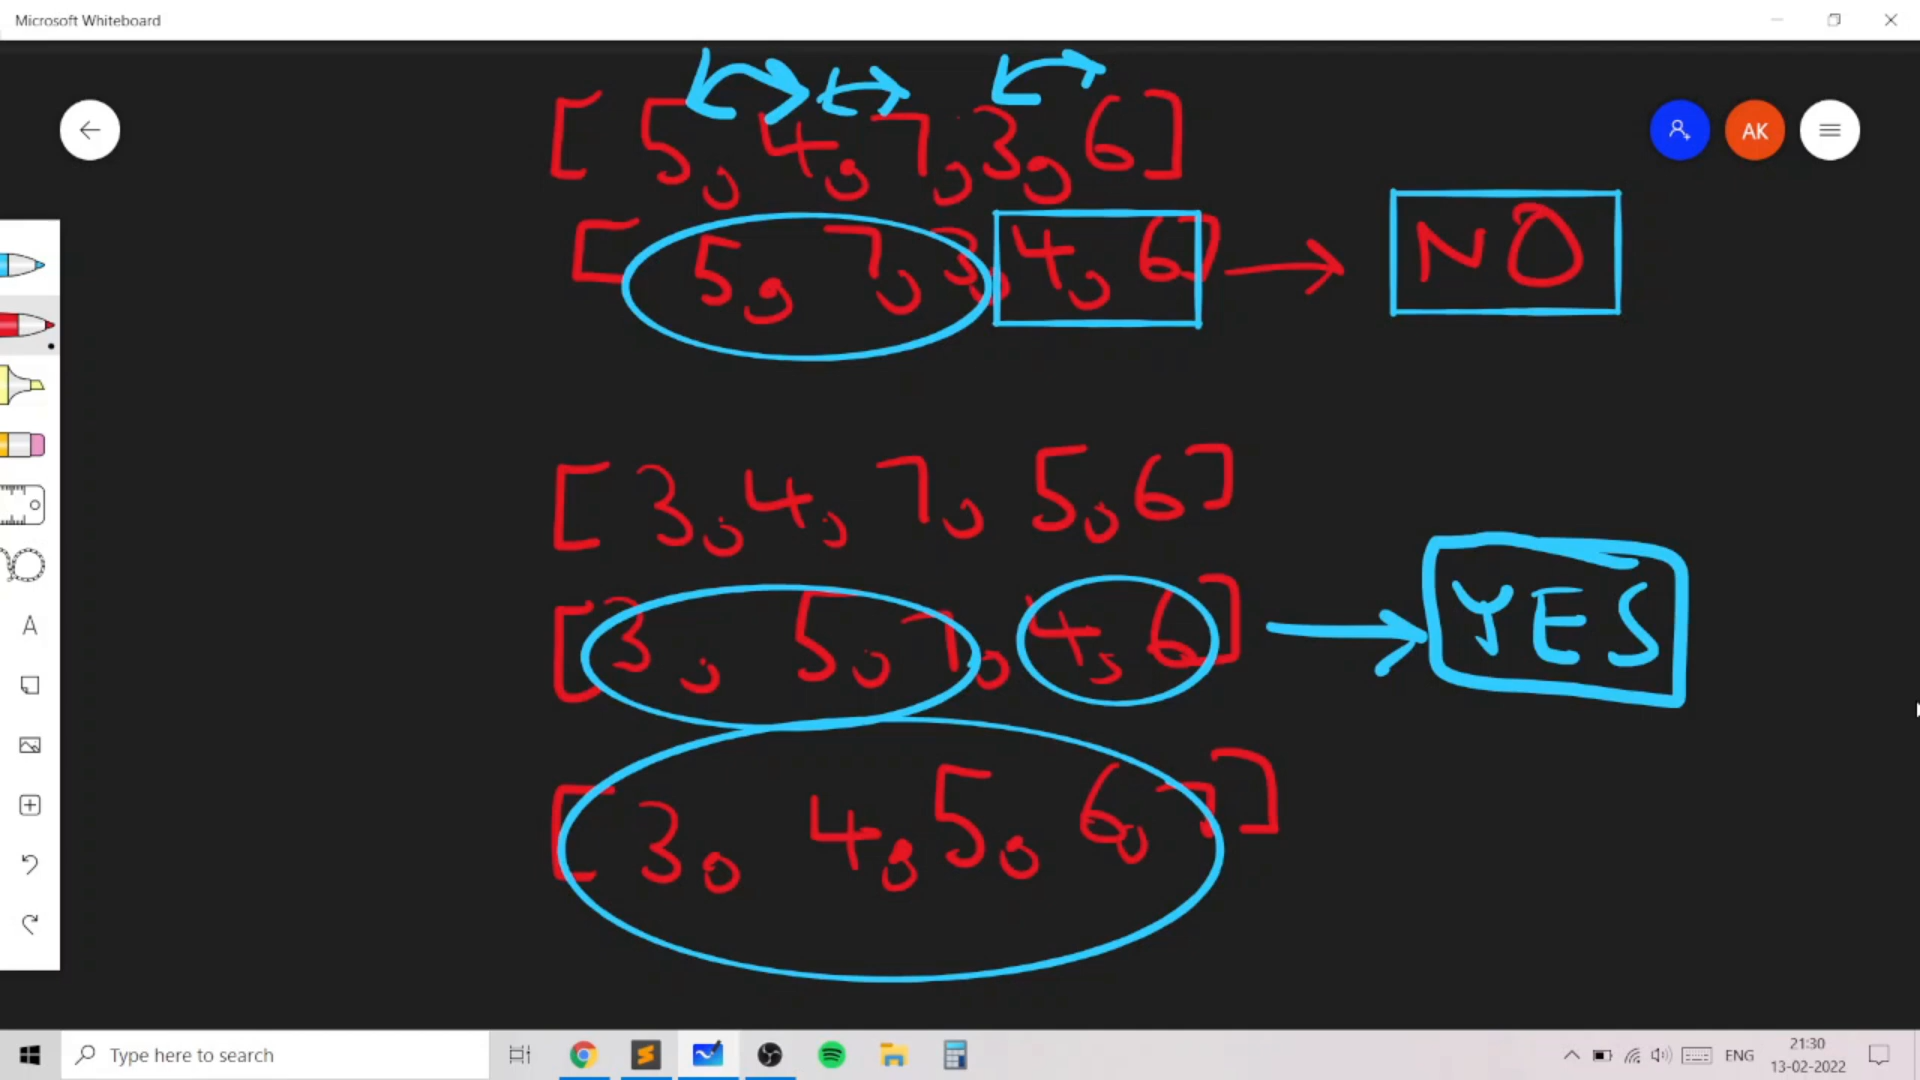 Microsoft Whiteboard
[ 5, 4, 7, 3, 6]
[ 5, 7, 3, 4, 6] → NO
[ 3, 4, 7, 5, 6]
[ 3, 5, 7, 4, 6] → YES
[ 3, 4, 5, 6, 7]
AK
A
Type here to search
ENG
21:30
13-02-2022